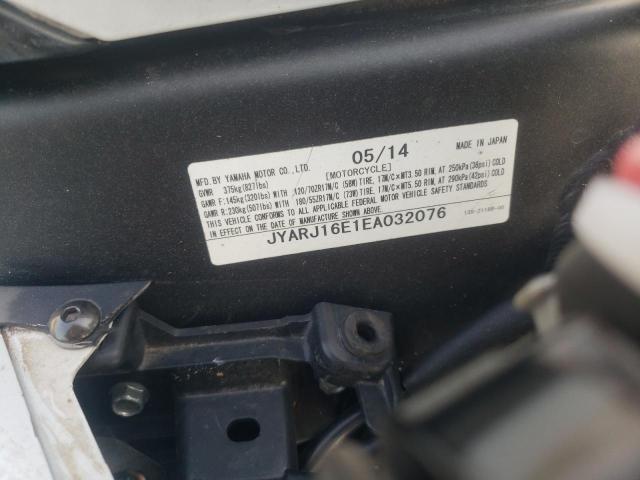 05/14
MADE IN JAPAN
MFD. BY YAMAHA MOTOR CO.,LTD. [MOTORCYCLE]
GVWR 375kg(827lbs)
GAWR F:145kg(320lbs) WITH 120/70ZR17M/C (58W) TIRE, 17M/C×MT3.50 RIM, AT 250kPa(36psi) COLD
GAWR R:230kg(507lbs) WITH 180/55ZR17M/C (73W) TIRE, 17M/C×MT5.50 RIM, AT 290kPa(42psi) COLD
THIS VEHICLE CONFORMS TO ALL APPLICABLE FEDERAL MOTOR VEHICLE SAFETY STANDARDS
IN EFFECT ON THE DATE OF MANUFACTURE SHOWN ABOVE.
JYARJ16E1EA032076